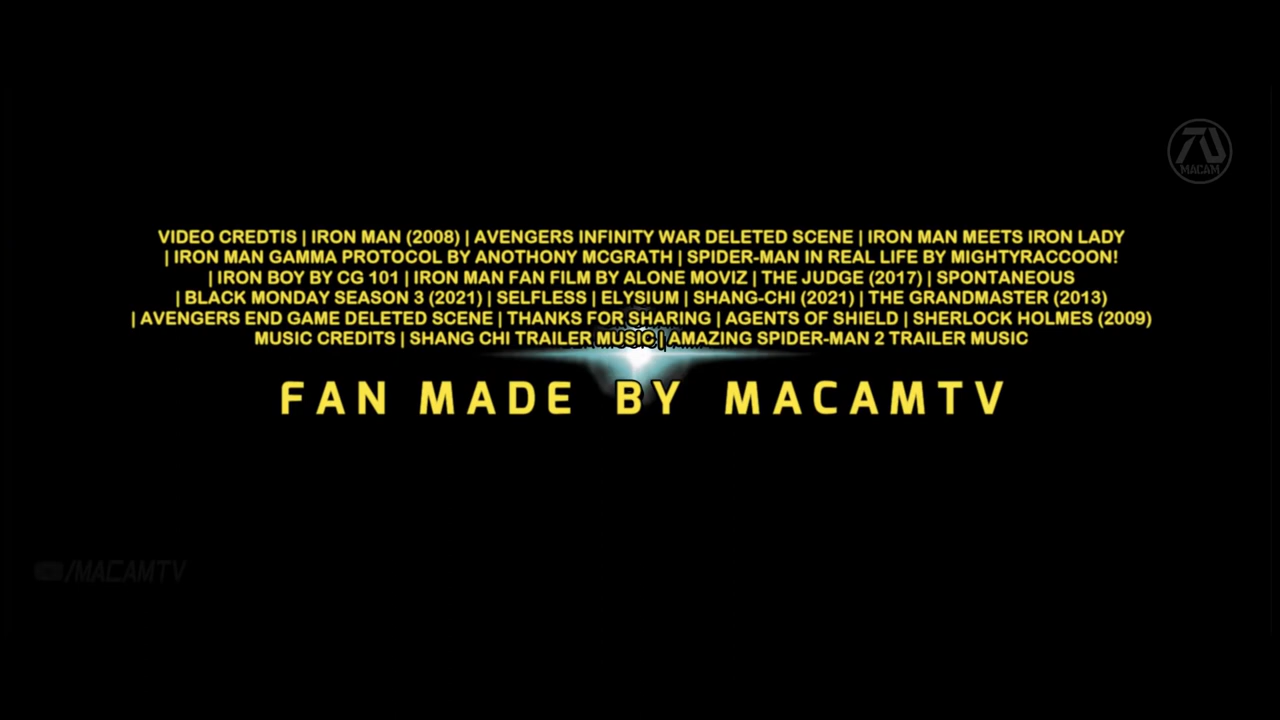 MACAM
VIDEO CREDTIS | IRON MAN (2008) | AVENGERS INFINITY WAR DELETED SCENE | IRON MAN MEETS IRON LADY
| IRON MAN GAMMA PROTOCOL BY ANOTHONY MCGRATH | SPIDER-MAN IN REAL LIFE BY MIGHTYRACCOON!
| IRON BOY BY CG 101 | IRON MAN FAN FILM BY ALONE MOVIZ | THE JUDGE (2017) | SPONTANEOUS
| BLACK MONDAY SEASON 3 (2021) | SELFLESS | ELYSIUM | SHANG-CHI (2021) | THE GRANDMASTER (2013)
| AVENGERS END GAME DELETED SCENE | THANKS FOR SHARING | AGENTS OF SHIELD | SHERLOCK HOLMES (2009)
MUSIC CREDITS | SHANG CHI TRAILER MUSIC | AMAZING SPIDER-MAN 2 TRAILER MUSIC
FAN MADE BY MACAMTV
/MACAMTV